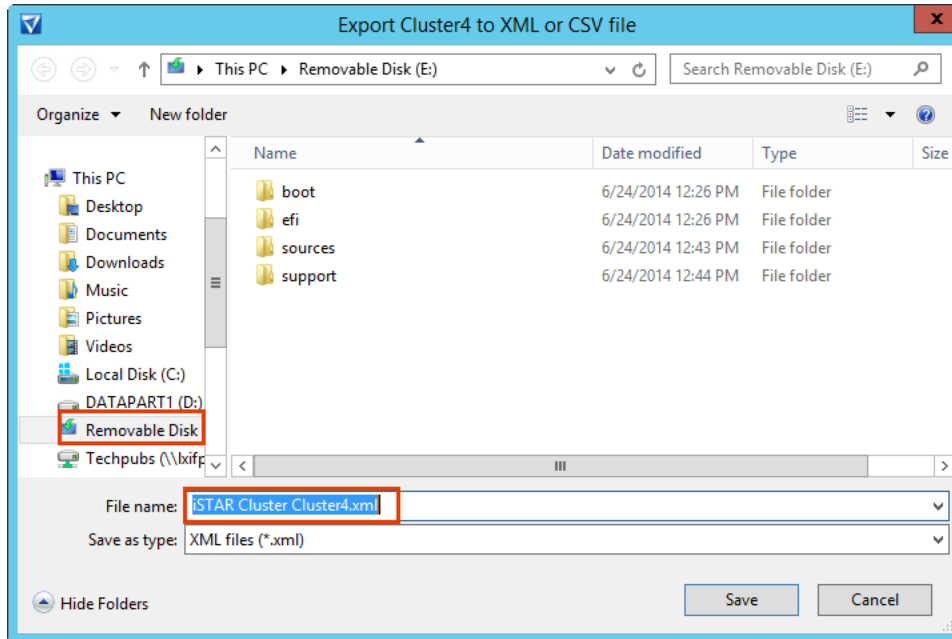 Export Cluster4 to XML or CSV file
x
This PC Removable Disk (E:) Search Removable Disk (E:)
Organize New folder
Name Date modified Type Size
This PC
Desktop
Documents
Downloads
Music
Pictures
Videos
Local Disk (C:)
DATAPART1 (D:)
Removable Disk
Techpubs (\\lxifp
boot 6/24/2014 12:26 PM File folder
efi 6/24/2014 12:26 PM File folder
sources 6/24/2014 12:43 PM File folder
support 6/24/2014 12:44 PM File folder
File name: iSTAR Cluster Cluster4.xml
Save as type: XML files (*.xml)
Hide Folders Save Cancel